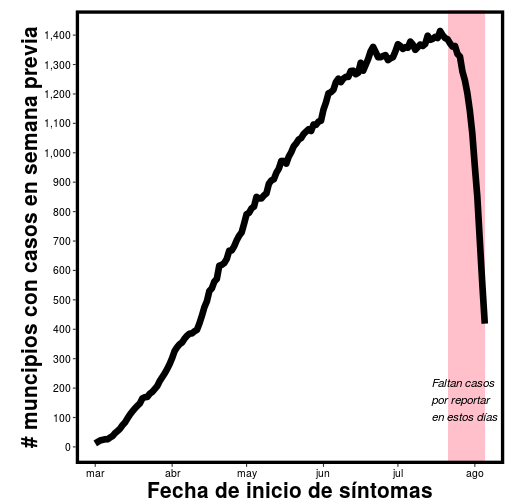 # muncipios con casos en semana previa
1,400
1,300
1,200
1,100
1,000
900
800
700
600
500
400
300
200
100
0
Faltan casos
por reportar
en estos días
mar abr may jun jul ago
Fecha de inicio de síntomas